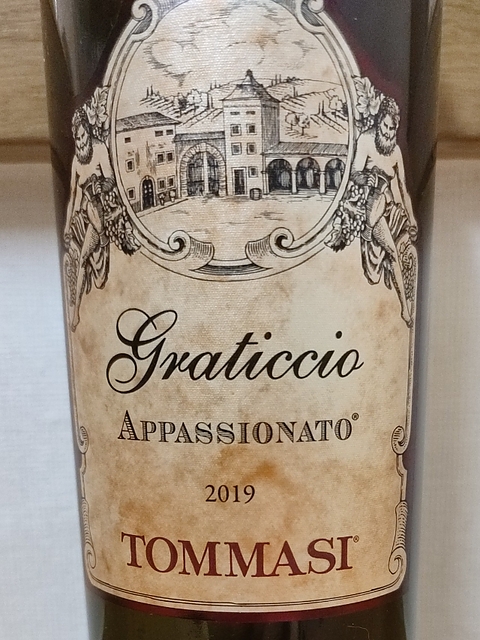 Graticcio
APPASSIONATO®
2019
TOMMASI®